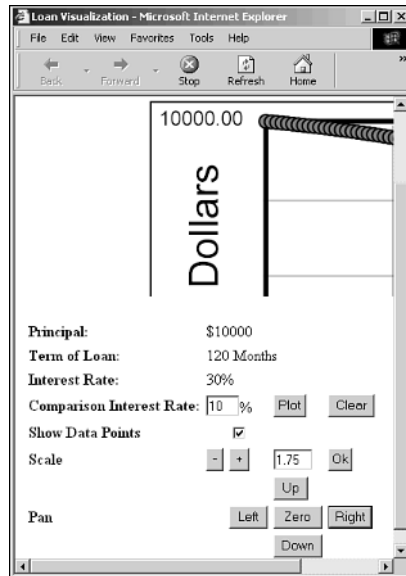 Loan Visualization - Microsoft Internet Explorer
File Edit View Favorites Tools Help
Back Forward Stop Refresh Home
10000.00
Dollars
Principal: $10000
Term of Loan: 120 Months
Interest Rate: 30%
Comparison Interest Rate: 10 % Plot Clear
Show Data Points
Scale - + 1.75 Ok
Up
Pan Left Zero Right
Down